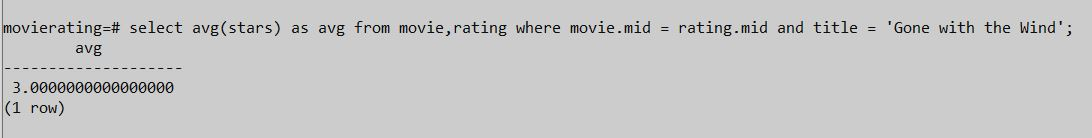 movierating=# select avg(stars) as avg from movie,rating where movie.mid = rating.mid and title = 'Gone with the Wind';
avg
--------------------
3.0000000000000000
(1 row)